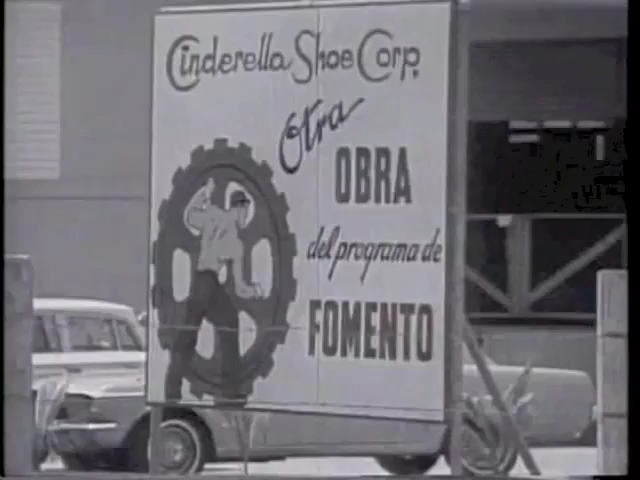 Cinderella Shoe Corp.
Otra
OBRA
del programa de
FOMENTO